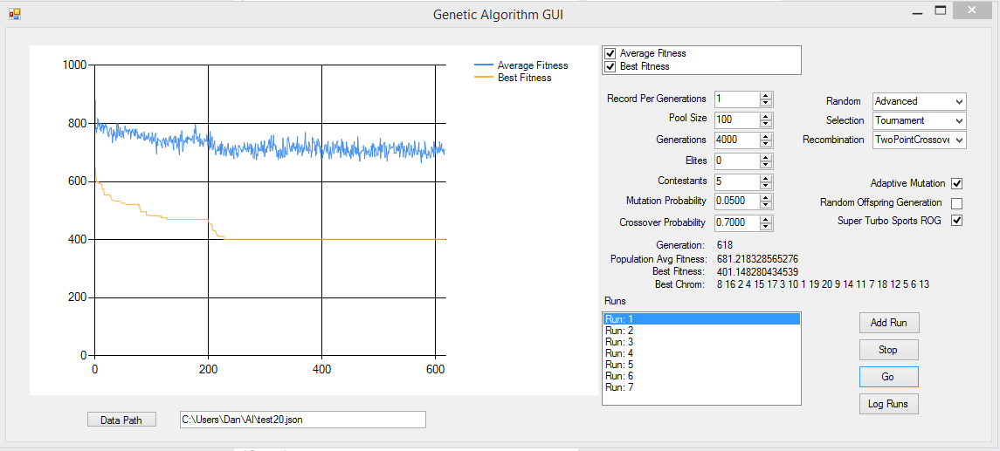 Genetic Algorithm GUI
1000
800
600
400
200
0
0 200 400 600
Average Fitness
Best Fitness
Data Path C:\Users\Dan\AI\test20.json
Average Fitness
Best Fitness
Record Per Generations 1
Pool Size 100
Generations 4000
Elites 0
Contestants 5
Mutation Probability 0.0500
Crossover Probability 0.7000
Random Advanced
Selection Tournament
Recombination TwoPointCrossove
Adaptive Mutation
Random Offspring Generation
Super Turbo Sports ROG
Generation: 618
Population Avg Fitness: 681.218328565276
Best Fitness: 401.148280434539
Best Chrom: 8 16 2 4 15 17 3 10 1 19 20 9 14 11 7 18 12 5 6 13
Runs
Run: 1
Run: 2
Run: 3
Run: 4
Run: 5
Run: 6
Run: 7
Add Run
Stop
Go
Log Runs